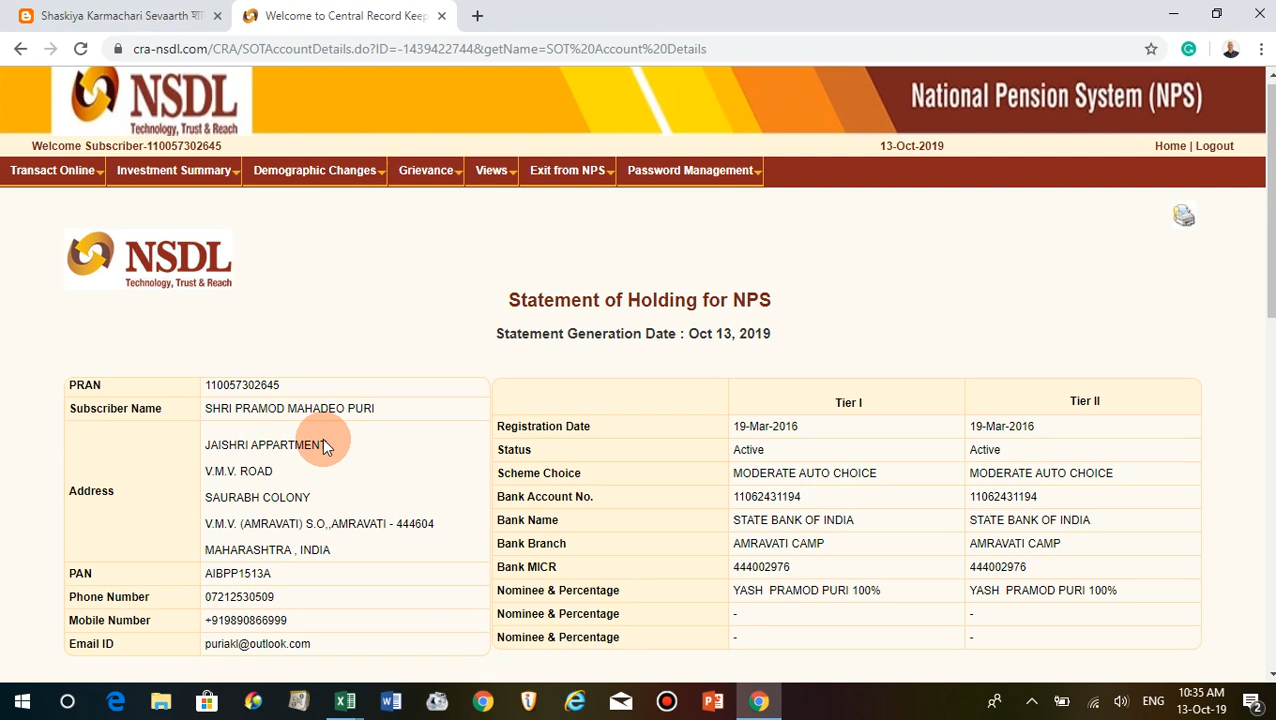 Shaskiya Karmachari Sevaarth
Welcome to Central Record Keep
cra-nsdl.com/CRA/SOTAccountDetails.do?ID=-1439422744&getName=SOT%20Account%20Details
NSDL
Technology, Trust & Reach
National Pension System (NPS)
Welcome Subscriber-110057302645
13-Oct-2019
Home | Logout
Transact Online Investment Summary Demographic Changes Grievance Views Exit from NPS Password Management
NSDL
Technology, Trust & Reach
Statement of Holding for NPS
Statement Generation Date : Oct 13, 2019
PRAN 110057302645
Subscriber Name SHRI PRAMOD MAHADEO PURI
Address
JAISHRI APPARTMENT
V.M.V. ROAD
SAURABH COLONY
V.M.V. (AMRAVATI) S.O,,AMRAVATI - 444604
MAHARASHTRA , INDIA
PAN AIBPP1513A
Phone Number 07212530509
Mobile Number +919890866999
Email ID puriakl@outlook.com
Tier I Tier II
Registration Date 19-Mar-2016 19-Mar-2016
Status Active Active
Scheme Choice MODERATE AUTO CHOICE MODERATE AUTO CHOICE
Bank Account No. 11062431194 11062431194
Bank Name STATE BANK OF INDIA STATE BANK OF INDIA
Bank Branch AMRAVATI CAMP AMRAVATI CAMP
Bank MICR 444002976 444002976
Nominee & Percentage YASH PRAMOD PURI 100% YASH PRAMOD PURI 100%
Nominee & Percentage - -
Nominee & Percentage - -
ENG
10:35 AM
13-Oct-19
2